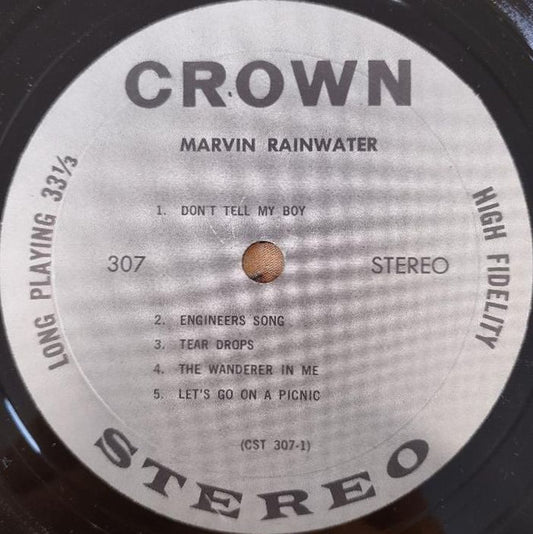 CROWN
MARVIN RAINWATER
1. DON'T TELL MY BOY
307
STEREO
2. ENGINEERS SONG
3. TEAR DROPS
4. THE WANDERER IN ME
5. LET'S GO ON A PICNIC
(CST 307-1)
LONG PLAYING 33⅓
HIGH FIDELITY
STEREO